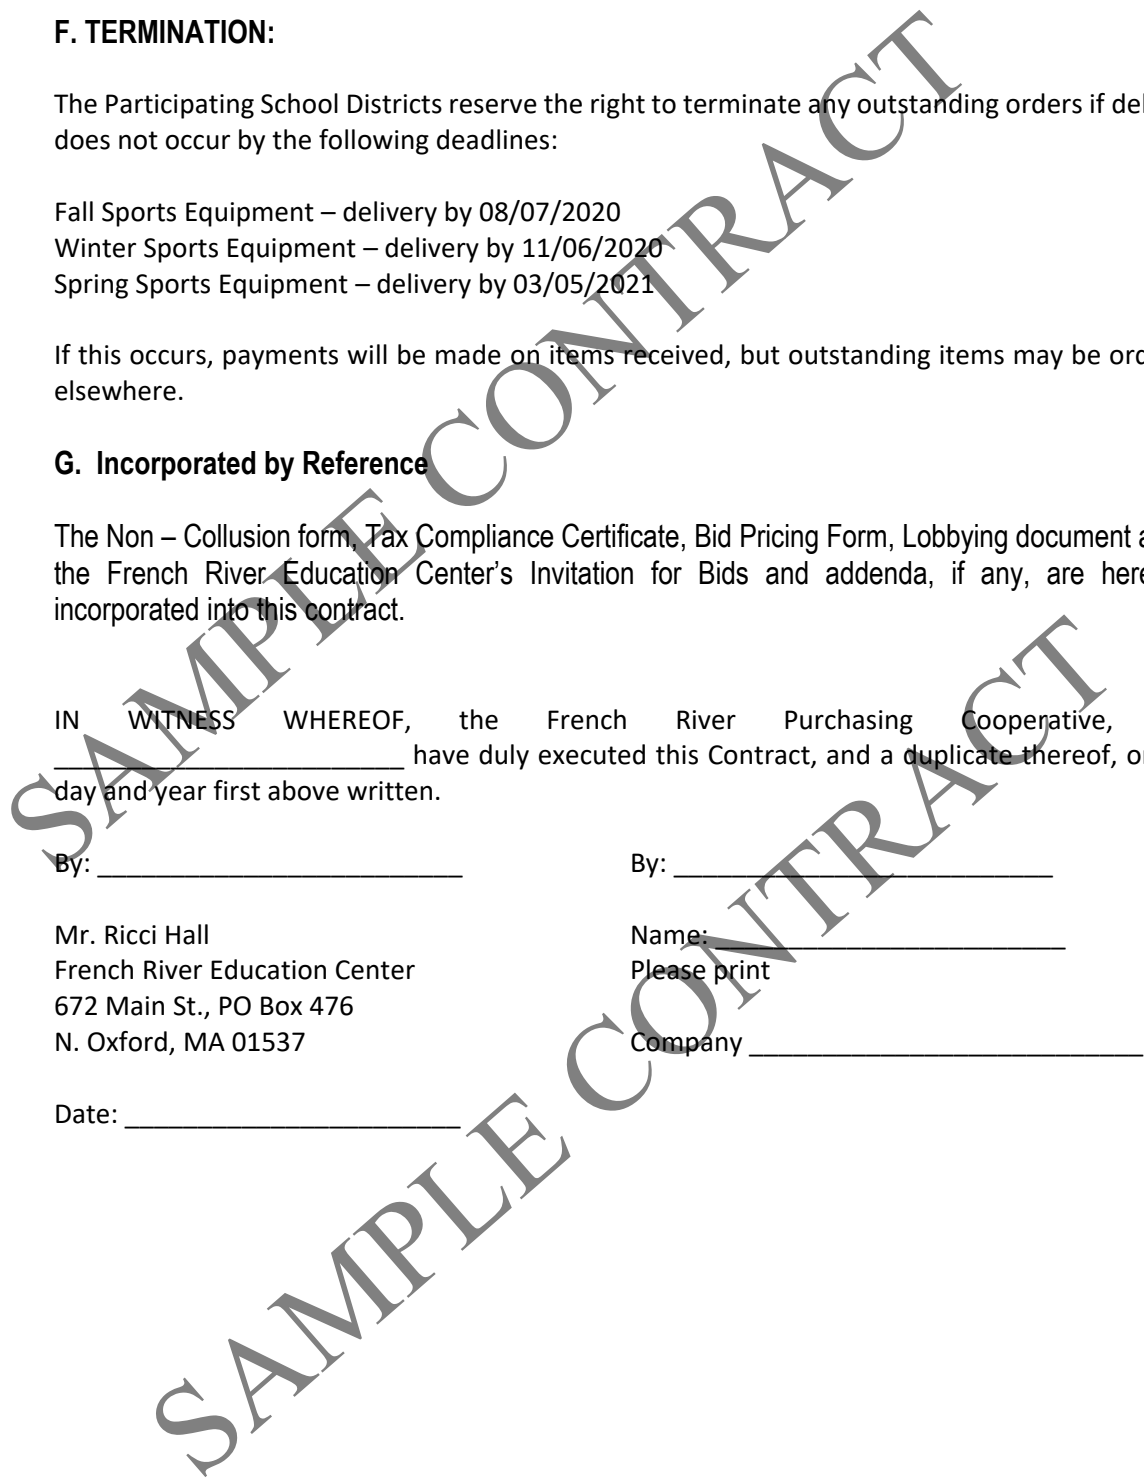 F. TERMINATION:
The Participating School Districts reserve the right to terminate any outstanding orders if
does not occur by the following deadlines:
Fall Sports Equipment – delivery by 08/07/2020
Winter Sports Equipment – delivery by 11/06/2020
Spring Sports Equipment – delivery by 03/05/2021
If this occurs, payments will be made on items received, but outstanding items may be
elsewhere.
G. Incorporated by Reference
The Non – Collusion form, Tax Compliance Certificate, Bid Pricing Form, Lobbying document
the French River Education Center's Invitation for Bids and addenda, if any, are
incorporated into this contract.
IN WITNESS WHEREOF, the French River Purchasing Cooperative,
________________________ have duly executed this Contract, and a duplicate thereof,
day and year first above written.
By: _________________________ By: __________________________
Mr. Ricci Hall Name: ________________________
French River Education Center Please print
672 Main St., PO Box 476
N. Oxford, MA 01537 Company ___________________________
Date: _______________________
SAMPLE CONTRACT
SAMPLE CONTRACT